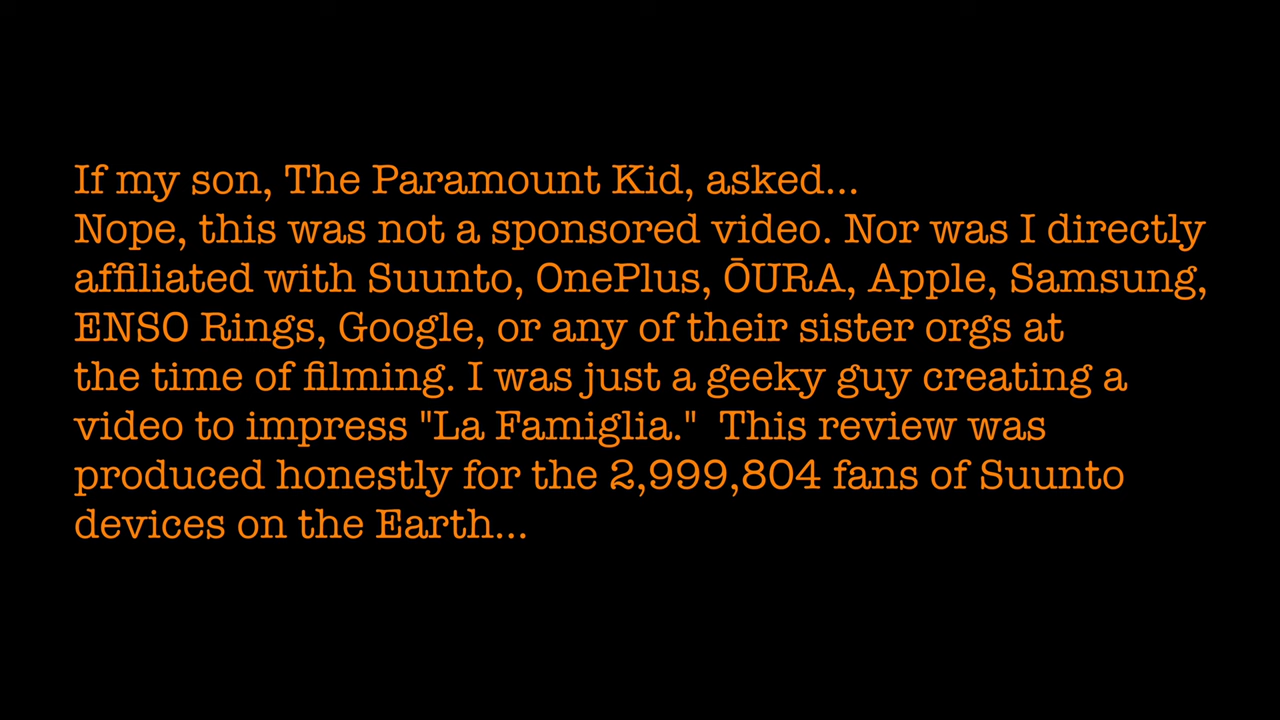 If my son, The Paramount Kid, asked...
Nope, this was not a sponsored video. Nor was I directly
affiliated with Suunto, OnePlus, ŌURA, Apple, Samsung,
ENSO Rings, Google, or any of their sister orgs at
the time of filming. I was just a geeky guy creating a
video to impress "La Famiglia."  This review was
produced honestly for the 2,999,804 fans of Suunto
devices on the Earth...